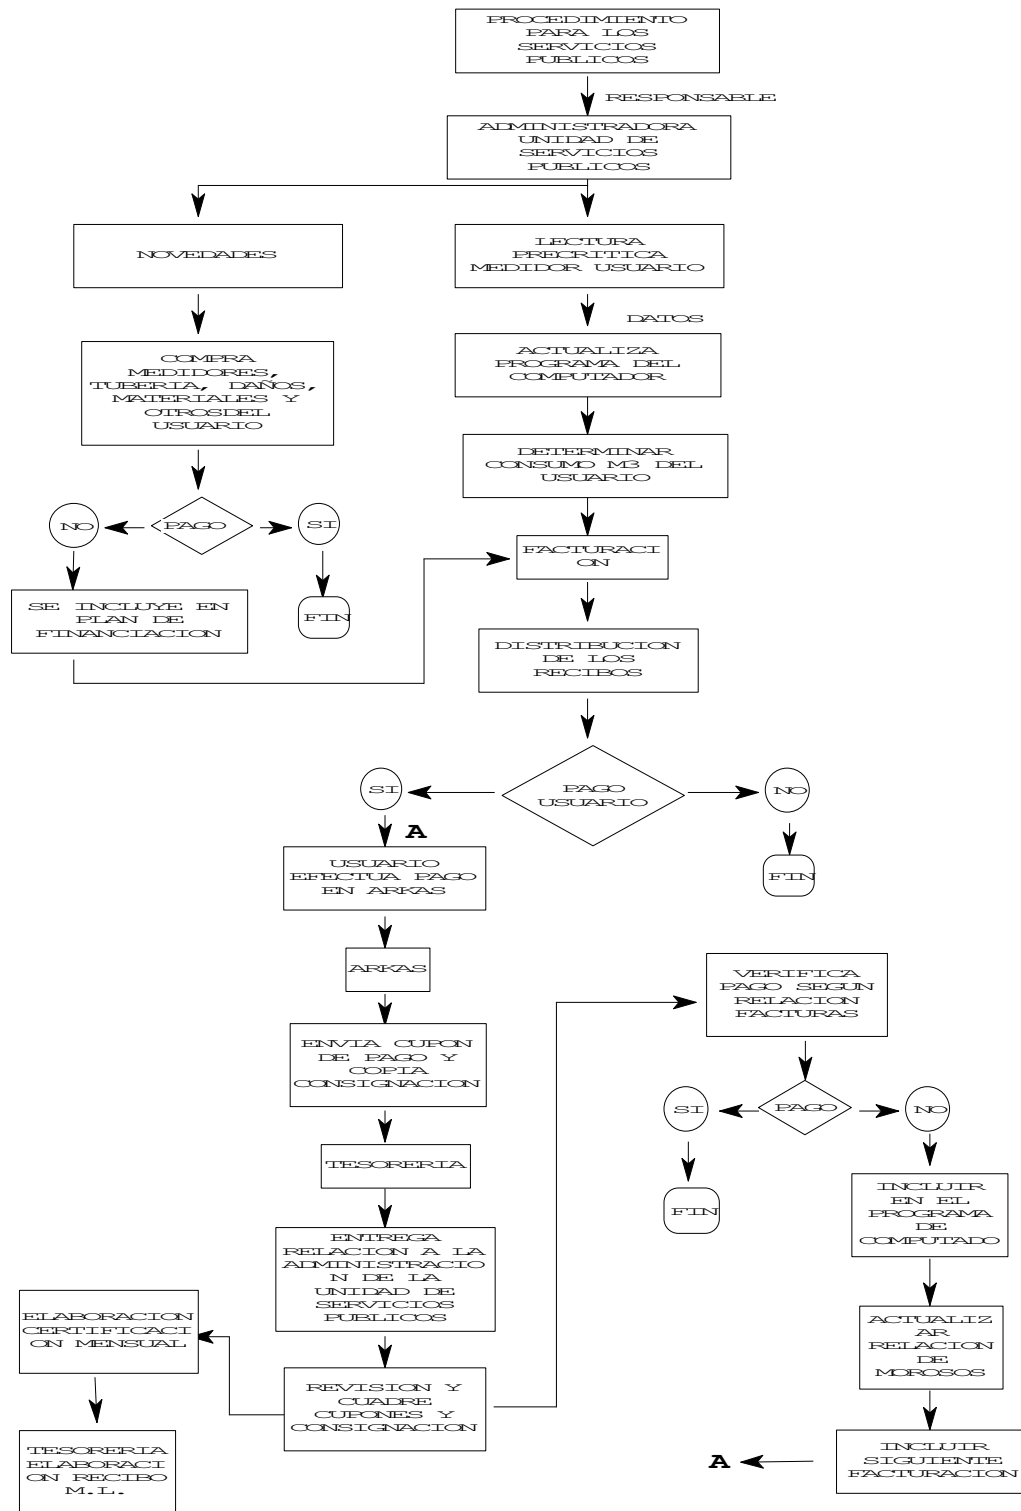 PROCEDIMIENTO
PARA LOS
SERVICIOS
PUBLICOS
RESPONSABLE
ADMINISTRADORA
UNIDAD DE
SERVICIOS
PUBLICOS
NOVEDADES
LECTURA
PRECRITICA
MEDIDOR USUARIO
DATOS
COMPRA
MEDIDORES,
TUBERIA, DAÑOS,
MATERIALES Y
OTROSDEL
USUARIO
ACTUALIZA
PROGRAMA DEL
COMPUTADOR
DETERMINAR
CONSUMO M3 DEL
USUARIO
NO
PAGO
SI
FACTURACI
ON
SE INCLUYE EN
PLAN DE
FINANCIACION
FIN
DISTRIBUCION
DE LOS
RECIBOS
SI
PAGO
USUARIO
NO
A
USUARIO
EFECTUA PAGO
EN ARKAS
FIN
ARKAS
VERIFICA
PAGO SEGUN
RELACION
FACTURAS
ENVIA CUPON
DE PAGO Y
COPIA
CONSIGNACION
SI
PAGO
NO
TESORERIA
FIN
INCLUIR
EN EL
PROGRAMA
DE
COMPUTADO
ENTREGA
RELACION A LA
ADMINISTRACIO
N DE LA
UNIDAD DE
SERVICIOS
PUBLICOS
ELABORACION
CERTIFICACI
ON MENSUAL
ACTUALIZ
AR
RELACION
DE
MOROSOS
REVISION Y
CUADRE
CUPONES Y
CONSIGNACION
TESORERIA
ELABORACI
ON RECIBO
M.L.
A
INCLUIR
SIGUIENTE
FACTURACION